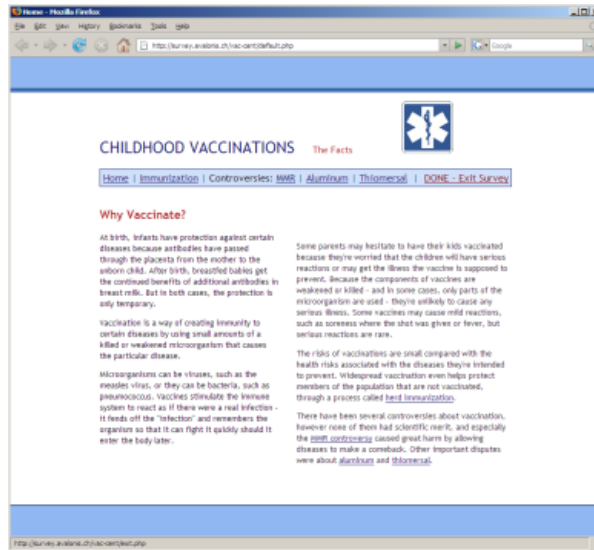 Home - Mozilla Firefox
File Edit View History Bookmarks Tools Help
http://survey.avaloris.ch/vac-cent/default.php
Google
CHILDHOOD VACCINATIONS The Facts
Home | Immunization | Controversies: MMR | Aluminum | Thiomersal | DONE - Exit Survey
Why Vaccinate?
At birth, infants have protection against certain
diseases because antibodies have passed
through the placenta from the mother to the
unborn child. After birth, breastfed babies get
the continued benefits of additional antibodies in
breast milk. But in both cases, the protection is
only temporary.
Vaccination is a way of creating immunity to
certain diseases by using small amounts of a
killed or weakened microorganism that causes
the particular disease.
Microorganisms can be viruses, such as the
measles virus, or they can be bacteria, such as
pneumococcus. Vaccines stimulate the immune
system to react as if there were a real infection -
it fends off the "infection" and remembers the
organism so that it can fight it quickly should it
enter the body later.
Some parents may hesitate to have their kids vaccinated
because they're worried that the children will have serious
reactions or may get the illness the vaccine is supposed to
prevent. Because the components of vaccines are
weakened or killed - and in some cases, only parts of the
microorganism are used - they're unlikely to cause any
serious illness. Some vaccines may cause mild reactions,
such as soreness where the shot was given or fever, but
serious reactions are rare.
The risks of vaccinations are small compared with the
health risks associated with the diseases they're intended
to prevent. Widespread vaccination even helps protect
members of the population that are not vaccinated,
through a process called herd immunization.
There have been several controversies about vaccination,
however none of them had scientific merit, and especially
the MMR controversy caused great harm by allowing
diseases to make a comeback. Other important disputes
were about aluminum and thiomersal.
http://survey.avaloris.ch/vac-cent/exit.php